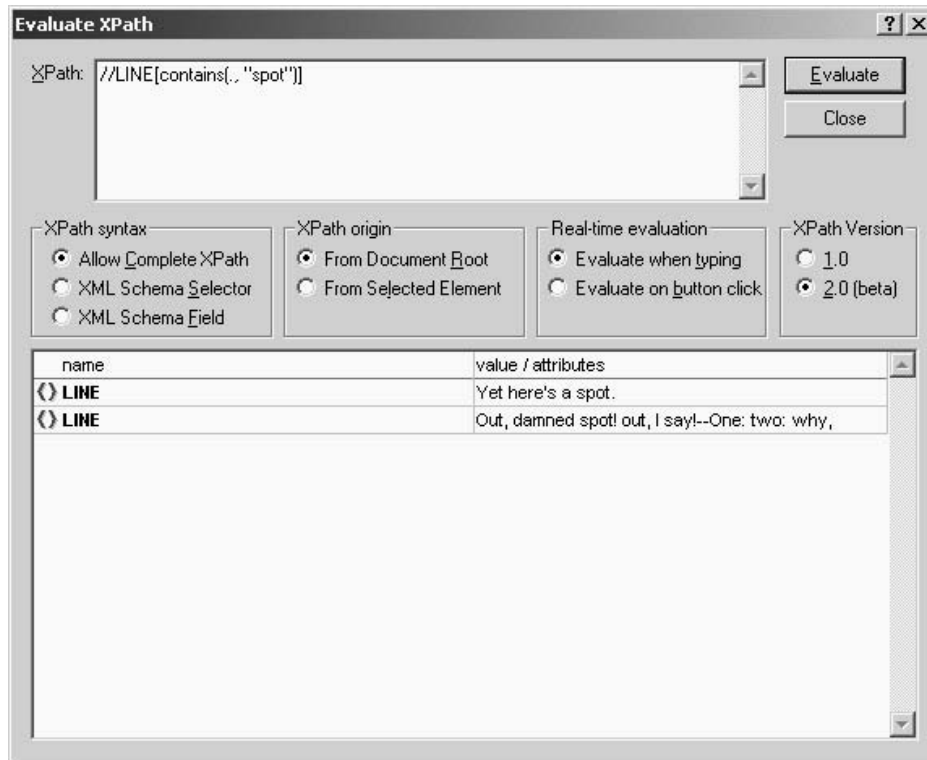 Evaluate XPath
XPath: //LINE[contains(., "spot")]
Evaluate
Close
XPath syntax
Allow Complete XPath
XML Schema Selector
XML Schema Field
XPath origin
From Document Root
From Selected Element
Real-time evaluation
Evaluate when typing
Evaluate on button click
XPath Version
1.0
2.0 (beta)
name value / attributes
LINE Yet here's a spot.
LINE Out, damned spot! out, I say!--One: two: why,